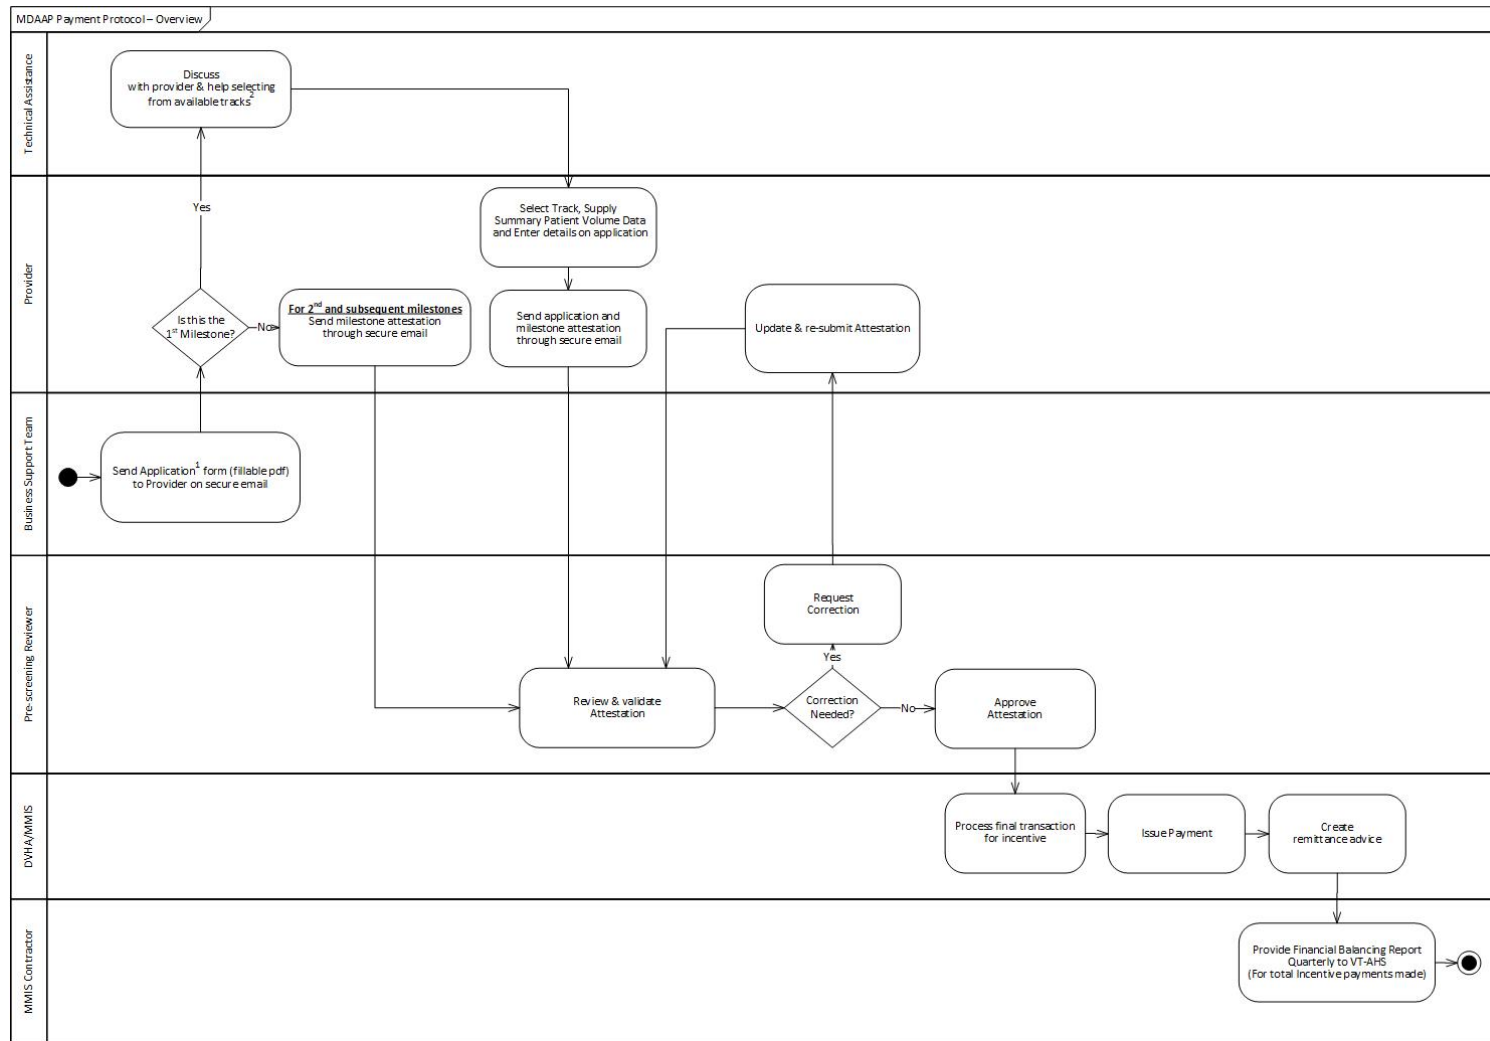 MDAAP Payment Protocol – Overview
Technical Assistance
Discuss
with provider & help selecting
from available tracks2
Provider
Yes
Select Track, Supply
Summary Patient Volume Data
and Enter details on application
Is this the
1st Milestone?
No
For 2nd and subsequent milestones
Send milestone attestation
through secure email
Send application and
milestone attestation
through secure email
Update & re-submit Attestation
Business Support Team
Send Application1 form (fillable pdf)
to Provider on secure email
Pre-screening Reviewer
Request
Correction
Yes
Review & validate
Attestation
Correction
Needed?
No
Approve
Attestation
DVHA/MMIS
Process final transaction
for incentive
Issue Payment
Create
remittance advice
MMIS Contractor
Provide Financial Balancing Report
Quarterly to VT-AHS
(For total Incentive payments made)